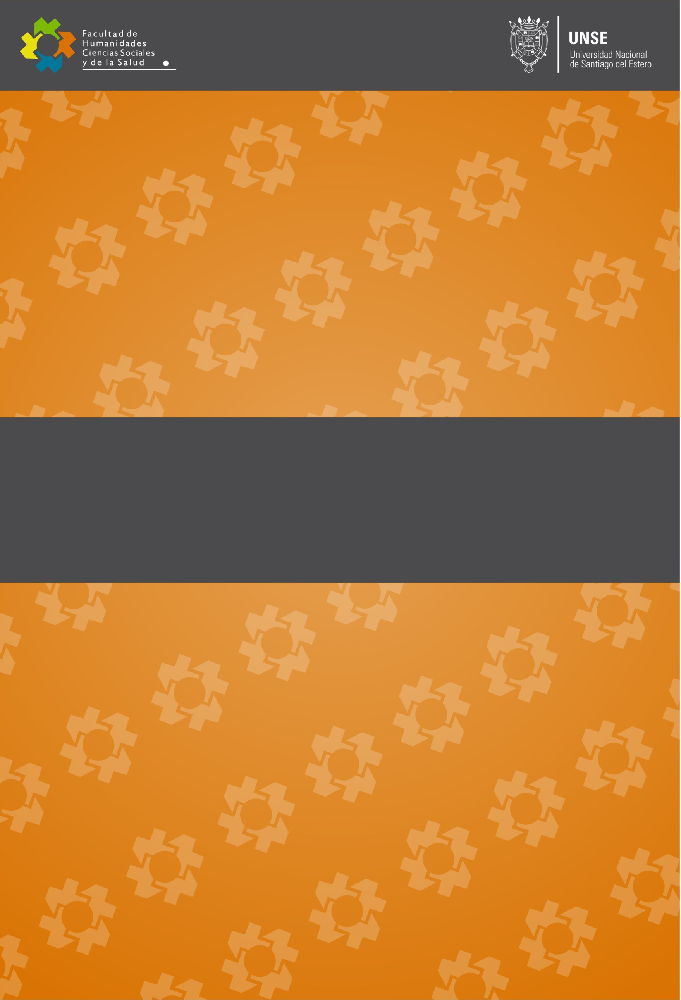 Facultad de
Humanidades
Ciencias Sociales
y de la Salud
UNSE
Universidad Nacional
de Santiago del Estero